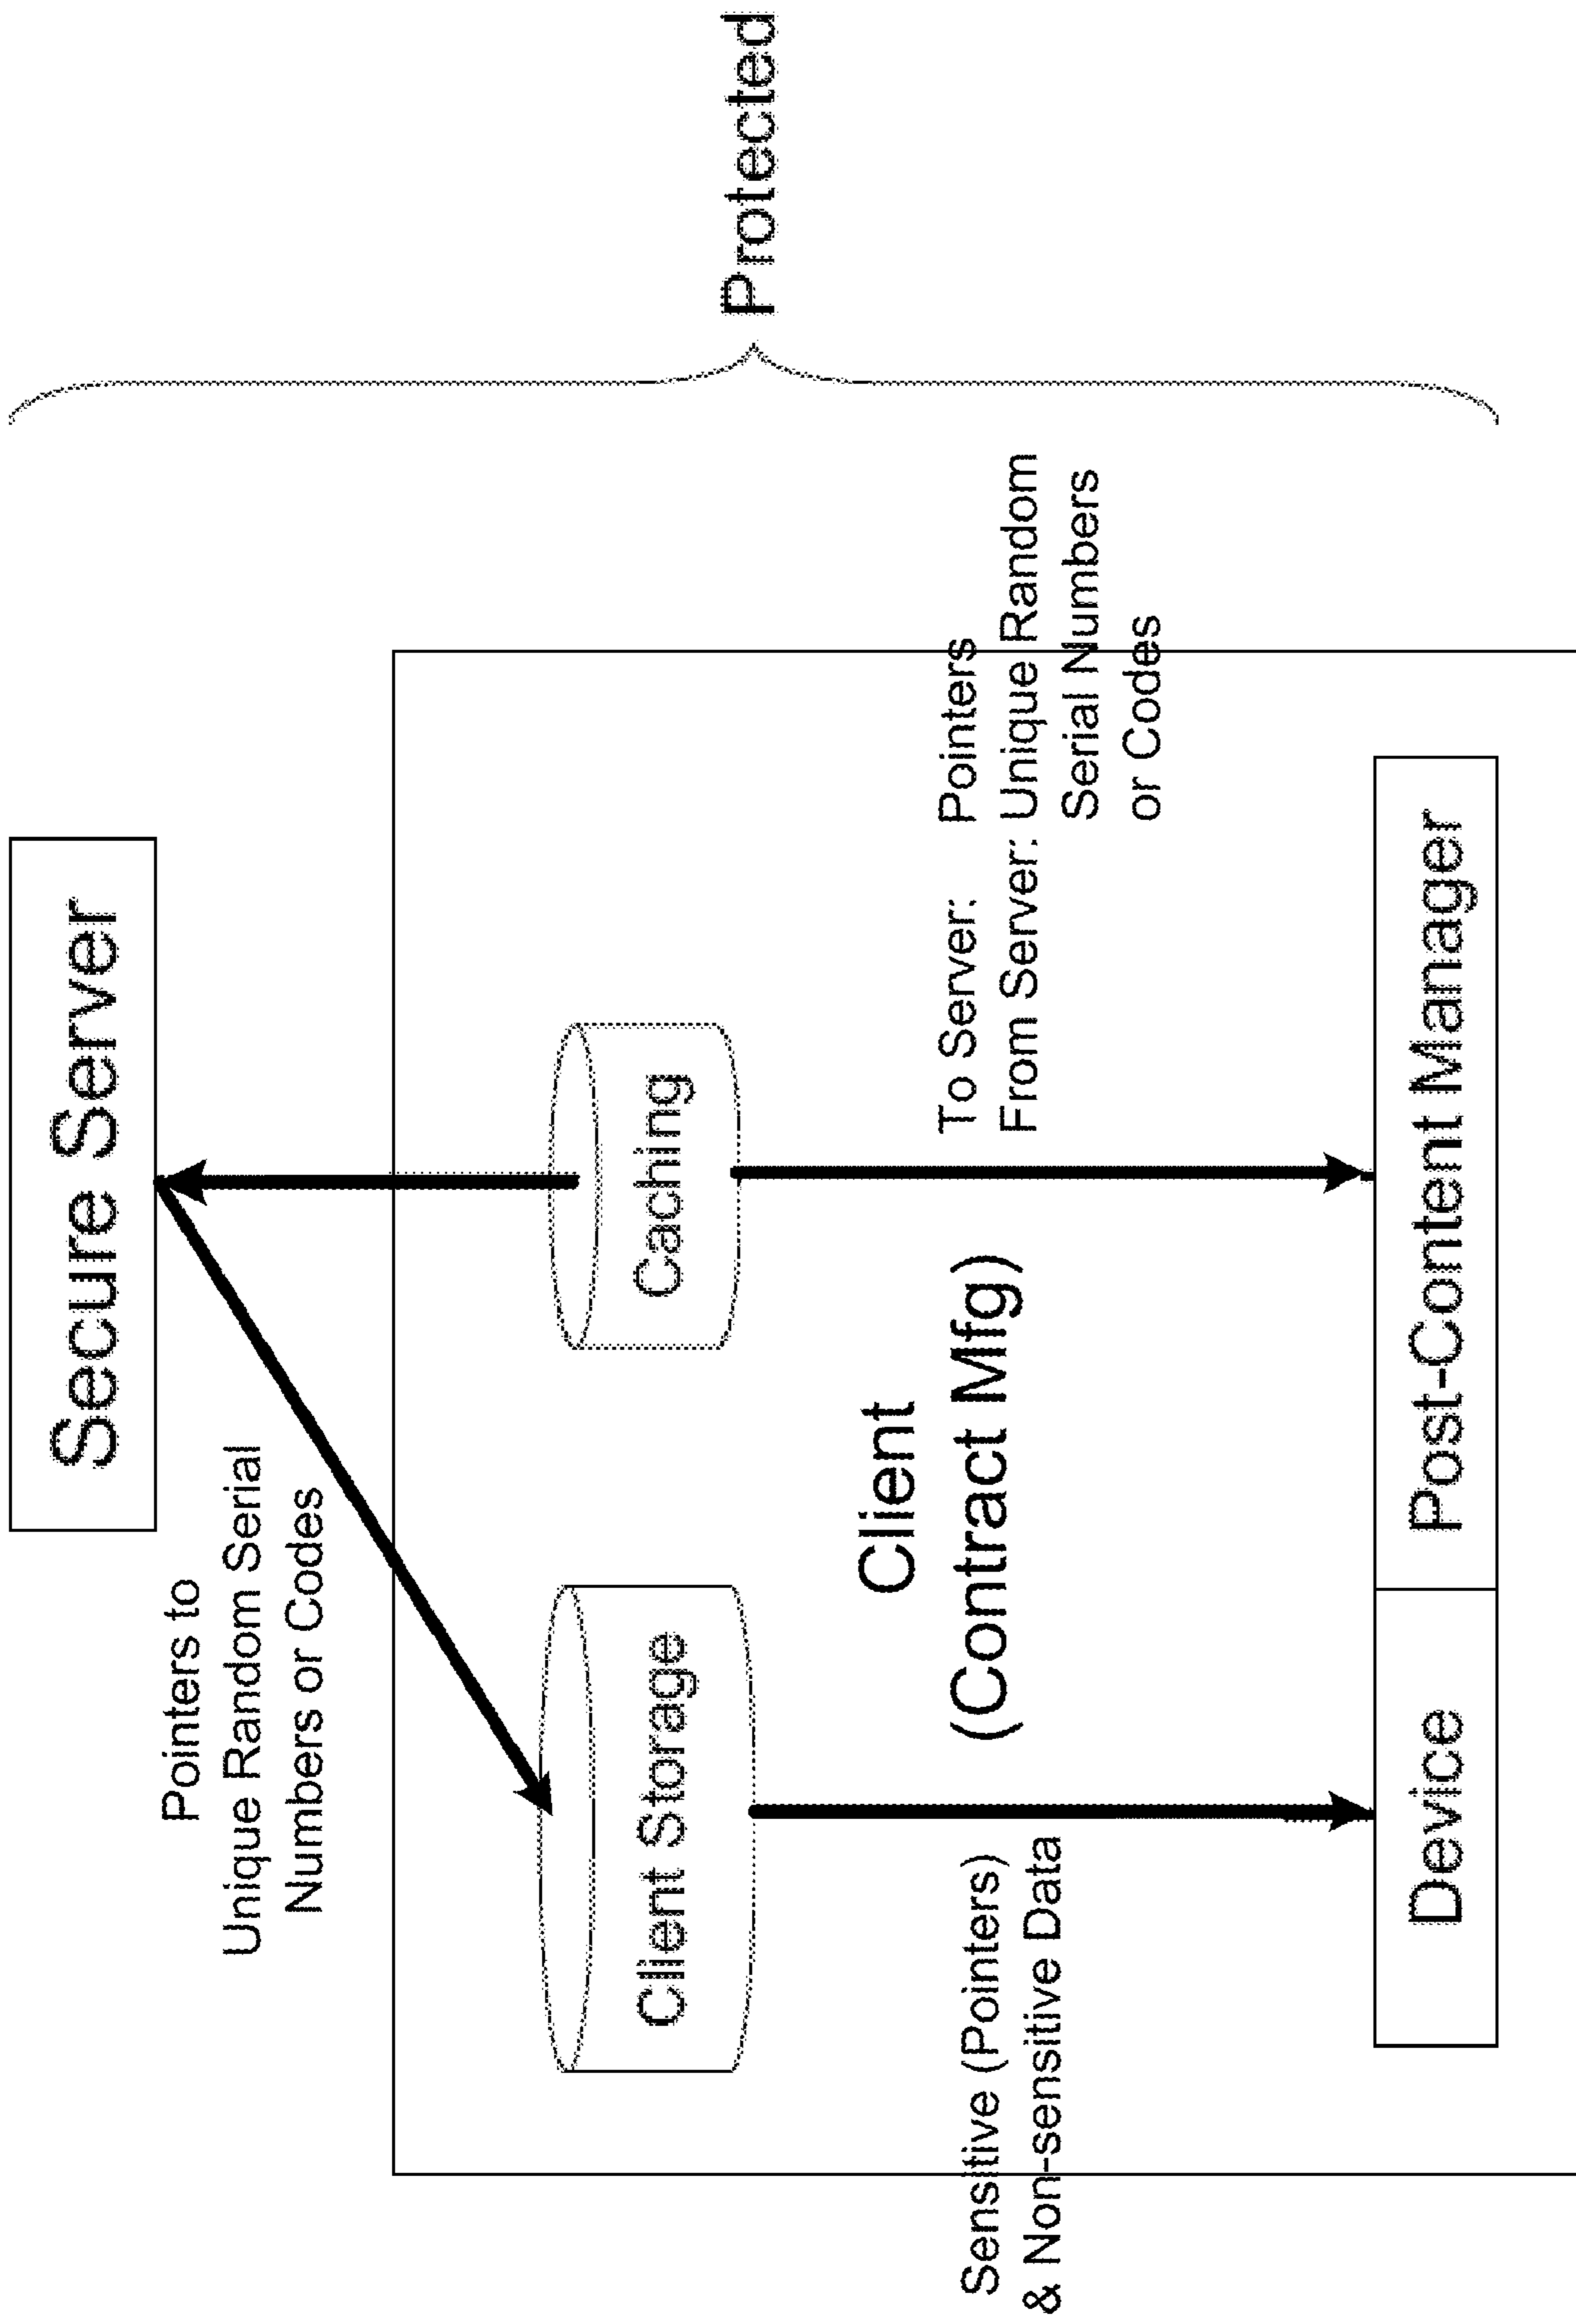 Secure Server
Pointers to
Unique Random Serial
Numbers or Codes
Client Storage
Caching
Client
(Contract Mfg)
Sensitive (Pointers)
& Non-sensitive Data
To Server: Pointers
From Server: Unique Random
Serial Numbers
or Codes
Device
Post-Content Manager
Protected